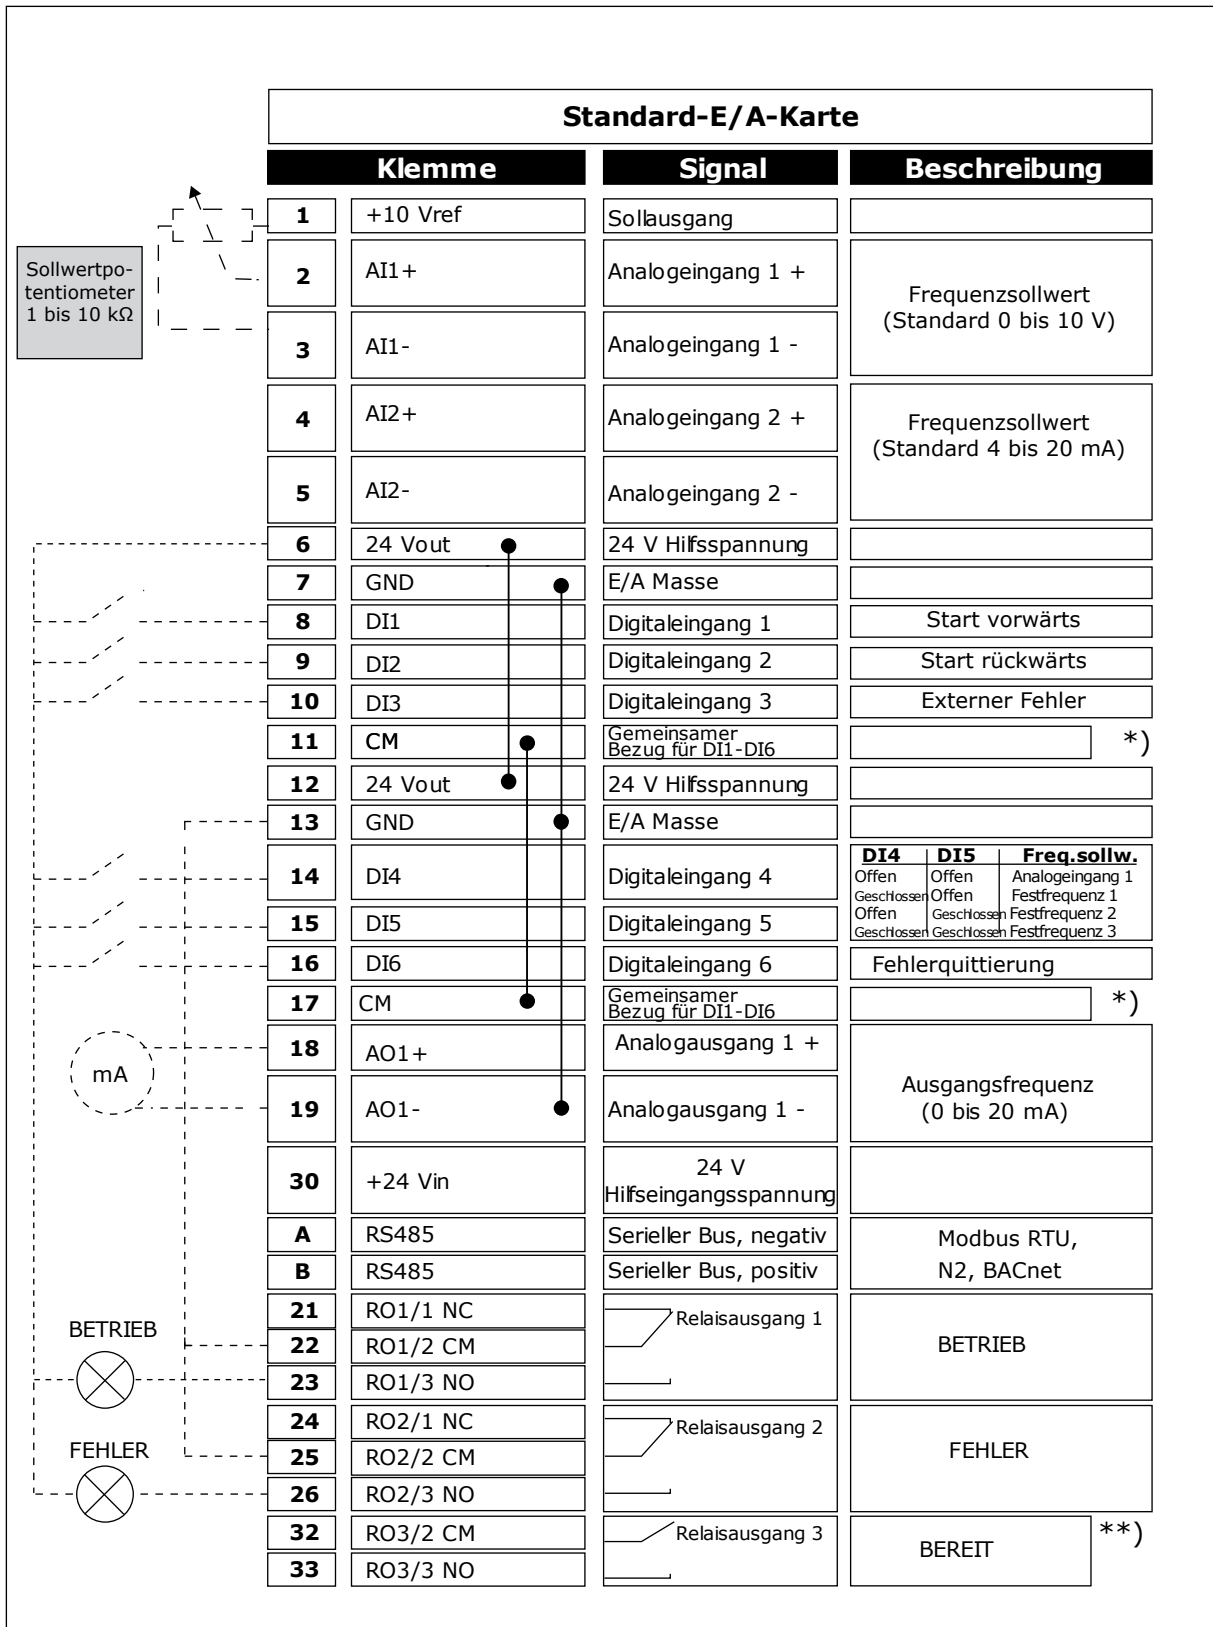 Standard-E/A-Karte
Klemme Signal Beschreibung
Sollwertpo-
tentiometer
1 bis 10 kΩ
1 +10 Vref Sollausgang
2 AI1+ Analogeingang 1 +
Frequenzsollwert
(Standard 0 bis 10 V)
3 AI1- Analogeingang 1 -
4 AI2+ Analogeingang 2 +
Frequenzsollwert
(Standard 4 bis 20 mA)
5 AI2- Analogeingang 2 -
6 24 Vout 24 V Hilfsspannung
7 GND E/A Masse
8 DI1 Digitaleingang 1 Start vorwärts
9 DI2 Digitaleingang 2 Start rückwärts
10 DI3 Digitaleingang 3 Externer Fehler
11 CM Gemeinsamer
Bezug für DI1-DI6 *)
12 24 Vout 24 V Hilfsspannung
13 GND E/A Masse
14 DI4 Digitaleingang 4
DI4 DI5 Freq.sollw.
Offen Offen Analogeingang 1
Geschlossen Offen Festfrequenz 1
Offen Geschlossen Festfrequenz 2
Geschlossen Geschlossen Festfrequenz 3
15 DI5 Digitaleingang 5
16 DI6 Digitaleingang 6 Fehlerquittierung
17 CM Gemeinsamer
Bezug für DI1-DI6 *)
mA
18 AO1+ Analogausgang 1 +
Ausgangsfrequenz
(0 bis 20 mA)
19 AO1- Analogausgang 1 -
30 +24 Vin 24 V
Hilfseingangsspannung
A RS485 Serieller Bus, negativ Modbus RTU,
B RS485 Serieller Bus, positiv N2, BACnet
21 RO1/1 NC Relaisausgang 1
BETRIEB
22 RO1/2 CM BETRIEB
23 RO1/3 NO
24 RO2/1 NC Relaisausgang 2
FEHLER
25 RO2/2 CM FEHLER
26 RO2/3 NO
32 RO3/2 CM Relaisausgang 3 BEREIT **)
33 RO3/3 NO